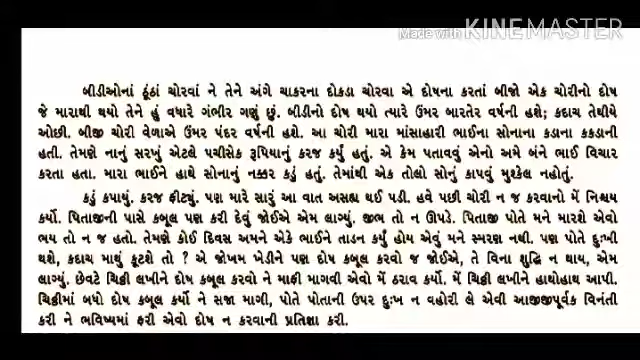 Made with KINEMASTER
બીડીઓનાં ઠૂંઠાં ચોરવાં ને તેને અંગે ચાકરના દોકડા ચોરવા એ દોષના કરતાં બીજો એક ચોરીનો દોષ
જે મારાથી થયો તેને હું વધારે ગંભીર ગણું છું. બીડીનો દોષ થયો ત્યારે ઉંમર બારતેર વર્ષની હશે; કદાચ તેથીયે
ઓછી. બીજી ચોરી વેળાએ ઉંમર પંદર વર્ષની હશે. આ ચોરી મારા માંસાહારી ભાઈના સોનાના કડાના કકડાની
હતી. તેમણે નાનું સરખું એટલે પચીસેક રૂપિયાનું કરજ કર્યું હતું. એ કેમ પતાવવું એનો અમે બંને ભાઈ વિચાર
કરતા હતા. મારા ભાઈને હાથે સોનાનું નક્કર કડું હતું. તેમાંથી એક તોલો સોનું કાપવું મુશ્કેલ નહોતું.
કડું કપાયું. કરજ ફીટ્યું. પણ મારે સારુ આ વાત અસહ્ય થઈ પડી. હવે પછી ચોરી ન જ કરવાનો મેં નિશ્ચય
કર્યો. પિતાજીની પાસે કબૂલ પણ કરી દેવું જોઈએ એમ લાગ્યું. જીભ તો ન ઊપડે. પિતાજી પોતે મને મારશે એવો
ભય તો ન જ હતો. તેમણે કોઈ દિવસ અમને એકે ભાઈને તાડન કર્યું હોય એવું મને સ્મરણ નથી. પણ પોતે દુઃખી
થશે, કદાચ માથું કૂટશે તો ? એ જોખમ ખેડીને પણ દોષ કબૂલ કરવો જ જોઈએ, તે વિના શુદ્ધિ ન થાય, એમ
લાગ્યું. છેવટે ચિઠ્ઠી લખીને દોષ કબૂલ કરવો ને માફી માગવી એવો મેં ઠરાવ કર્યો. મેં ચિઠ્ઠી લખીને હાથોહાથ આપી.
ચિઠ્ઠીમાં બધો દોષ કબૂલ કર્યો ને સજા માગી, પોતે પોતાની ઉપર દુઃખ ન વહોરી લે એવી આજીજીપૂર્વક વિનંતી
કરી ને ભવિષ્યમાં ફરી એવો દોષ ન કરવાની પ્રતિજ્ઞા કરી.